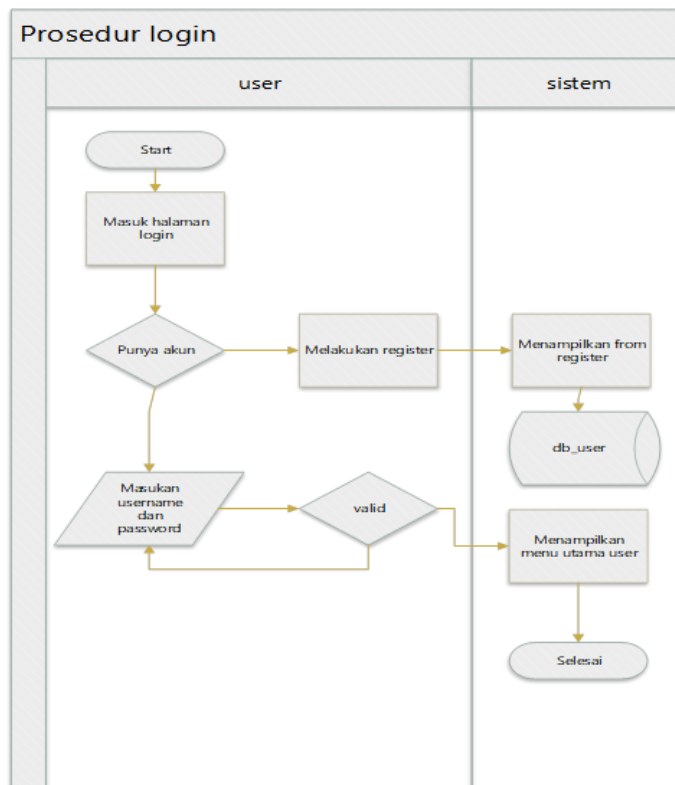 Prosedur login
user
sistem
Start
Masuk halaman
login
Punya akun
Melakukan register
Menampilkan from
register
db_user
Masukan
username
dan
password
valid
Menampilkan
menu utama user
Selesai